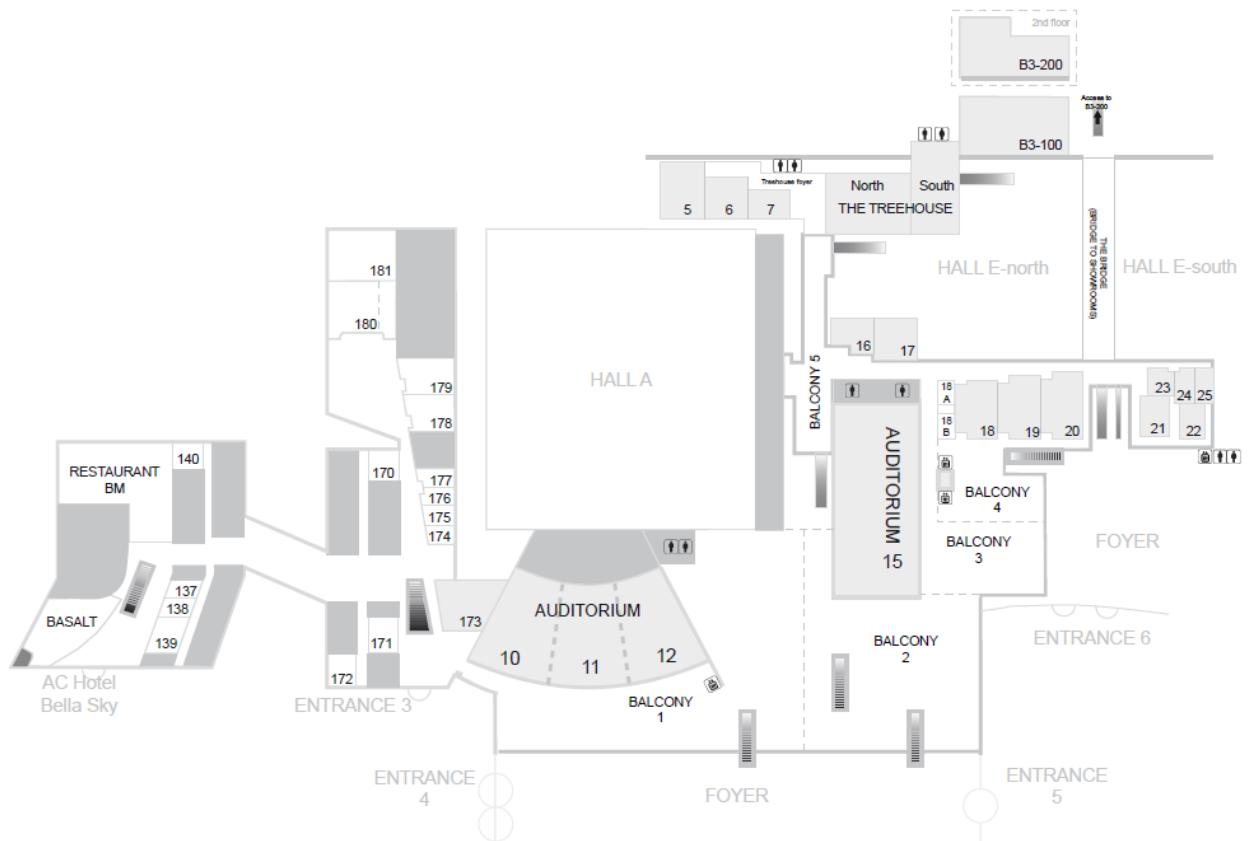 2nd floor
B3-200
Access to
B3-200
B3-100
North
South
Treehouse foyer
THE TREEHOUSE
5
6
7
181
HALL E-north
HALL E-south
THE BRIDGE
(BRIDGE TO SHOWROOMS)
180
16
17
HALL A
BALCONY 5
179
178
18
A
18
B
18
19
20
23
24
25
21
22
AUDITORIUM
15
140
RESTAURANT
BM
170
177
176
175
174
BALCONY
4
BALCONY
3
FOYER
137
138
139
BASALT
173
AUDITORIUM
10
11
12
171
172
BALCONY
2
ENTRANCE 6
AC Hotel
Bella Sky
ENTRANCE 3
BALCONY
1
ENTRANCE
4
FOYER
ENTRANCE
5